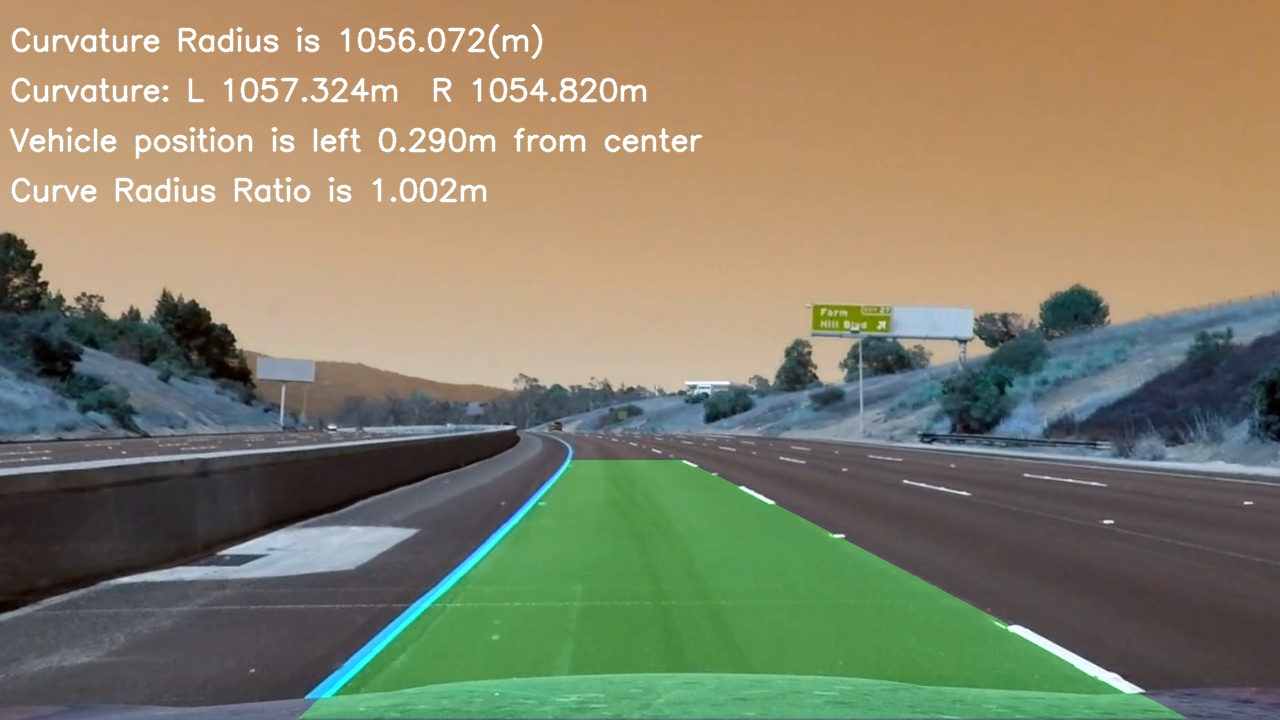 Curvature Radius is 1056.072(m)
Curvature: L 1057.324m R 1054.820m
Vehicle position is left 0.290m from center
Curve Radius Ratio is 1.002m
Farm
Hill Blvd